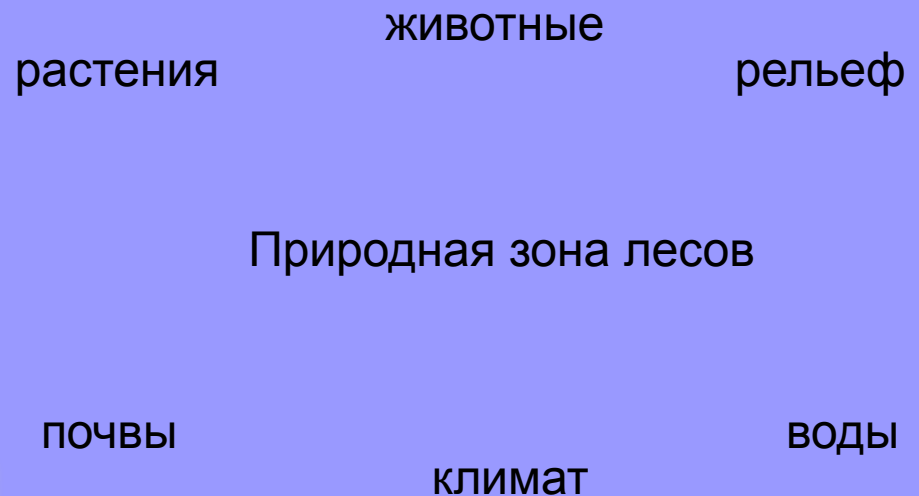 животные
растения
рельеф
Природная зона лесов
почвы
воды
климат